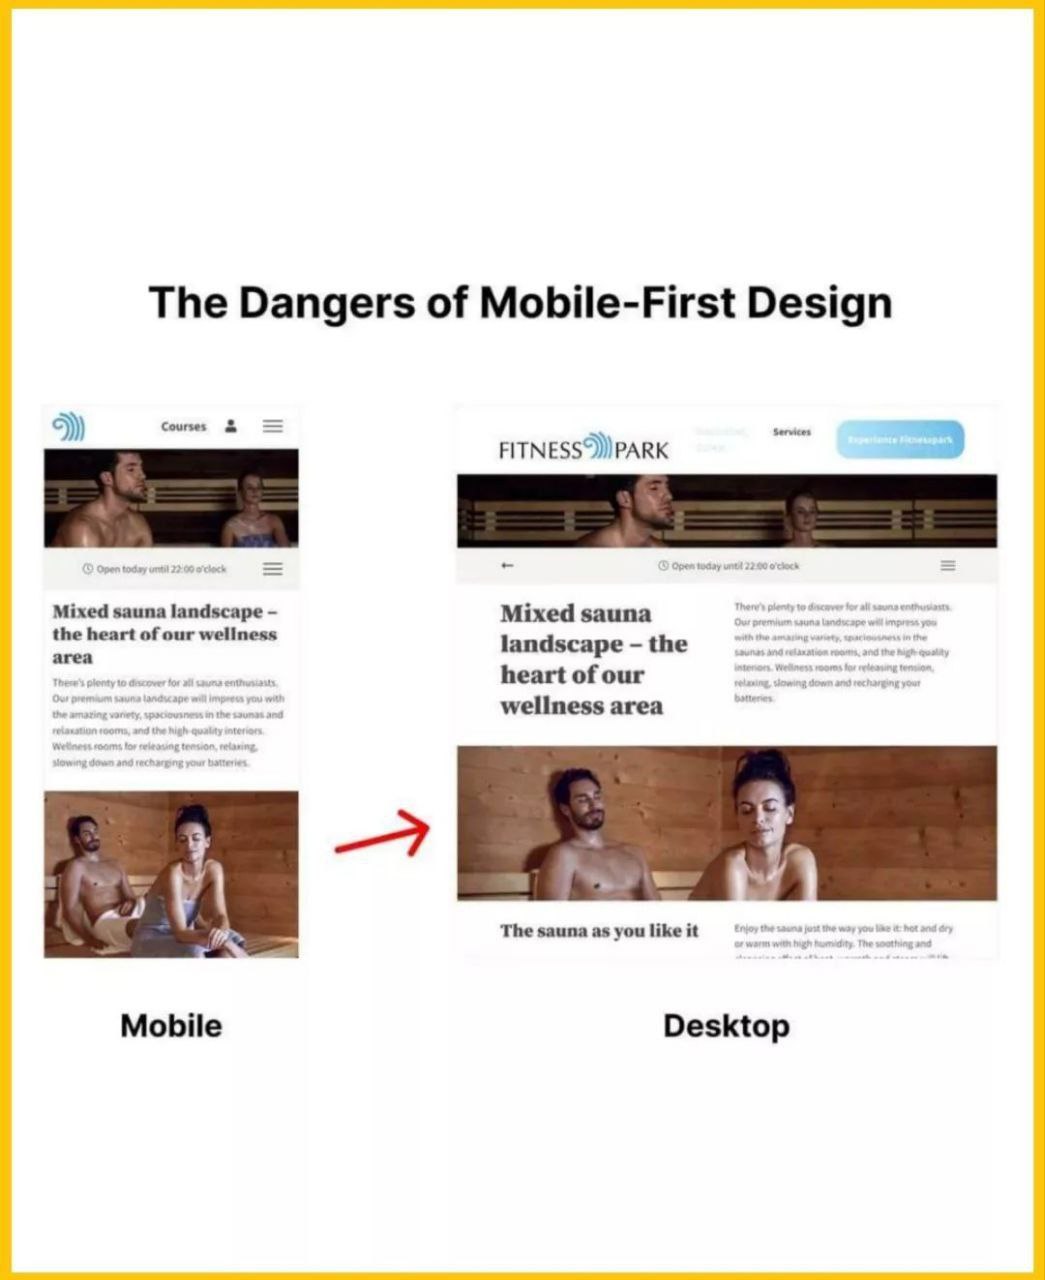 The Dangers of Mobile-First Design
Courses
Open today until 22:00 o'clock
Mixed sauna landscape –
the heart of our wellness
area
There's plenty to discover for all sauna enthusiasts.
Our premium sauna landscape will impress you with
the amazing variety, spaciousness in the saunas and
relaxation rooms, and the high-quality interiors.
Wellness rooms for releasing tension, relaxing,
slowing down and recharging your batteries.
Mobile
FITNESS PARK
Services
Experience Fitnesspark
Open today until 22:00 o'clock
Mixed sauna
landscape – the
heart of our
wellness area
There's plenty to discover for all sauna enthusiasts.
Our premium sauna landscape will impress you
with the amazing variety, spaciousness in the
saunas and relaxation rooms, and the high-quality
interiors. Wellness rooms for releasing tension,
relaxing, slowing down and recharging your
batteries.
The sauna as you like it
Enjoy the sauna just the way you like it: hot and dry
or warm with high humidity. The soothing and
Desktop